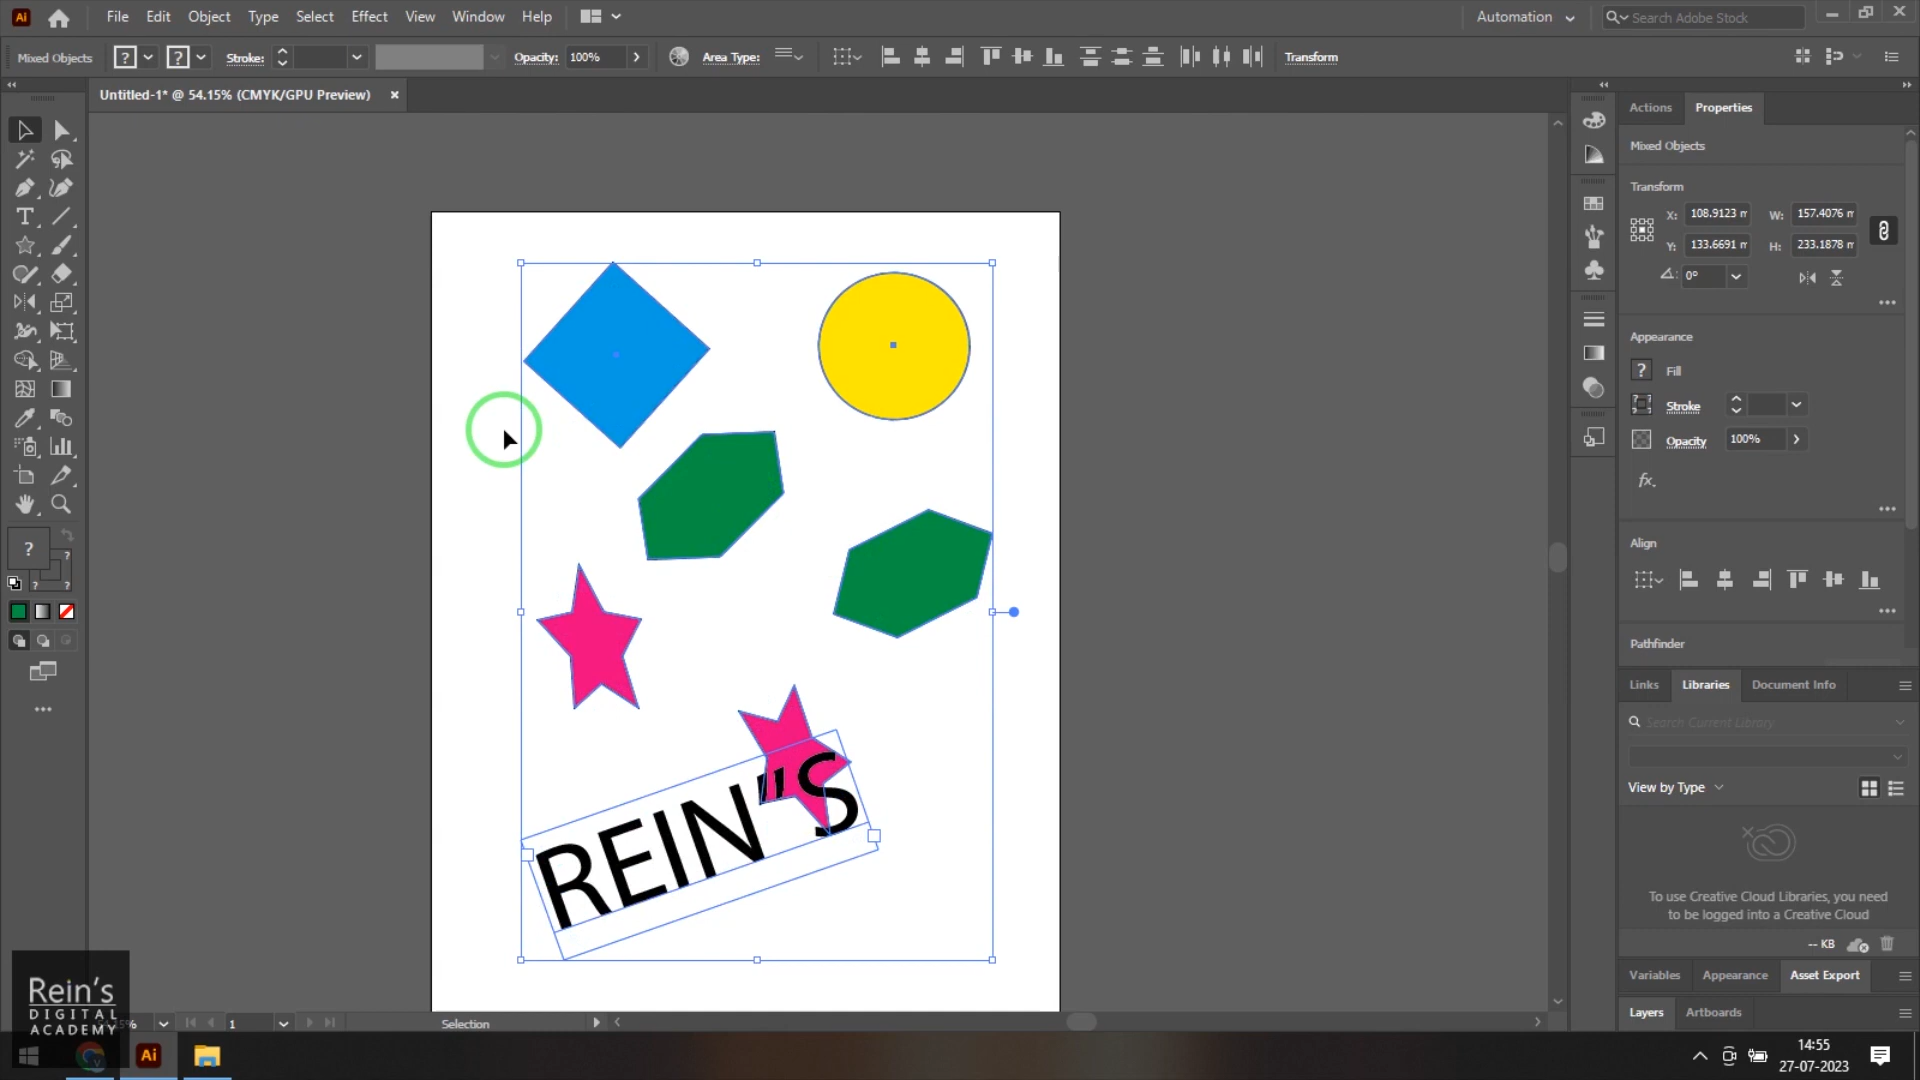 File Edit Object Type Select Effect View Window Help
Automation
Search Adobe Stock
Mixed Objects
Stroke:
Opacity: 100%
Area Type:
Transform
Untitled-1* @ 54.15% (CMYK/GPU Preview)
Actions
Properties
Mixed Objects
Transform
X: 108.9123 m
W: 157.4076 m
Y: 133.6691 m
H: 233.1878 m
0°
Appearance
? Fill
Stroke
Opacity 100%
fx.
Align
Pathfinder
Links Libraries Document Info
Search Current Library
View by Type
To use Creative Cloud Libraries, you need
to be logged into a Creative Cloud
-- KB
Variables Appearance Asset Export
Layers Artboards
REIN"S
Rein's
DIGITAL
ACADEMY
1
Selection
Ai
14:55
27-07-2023